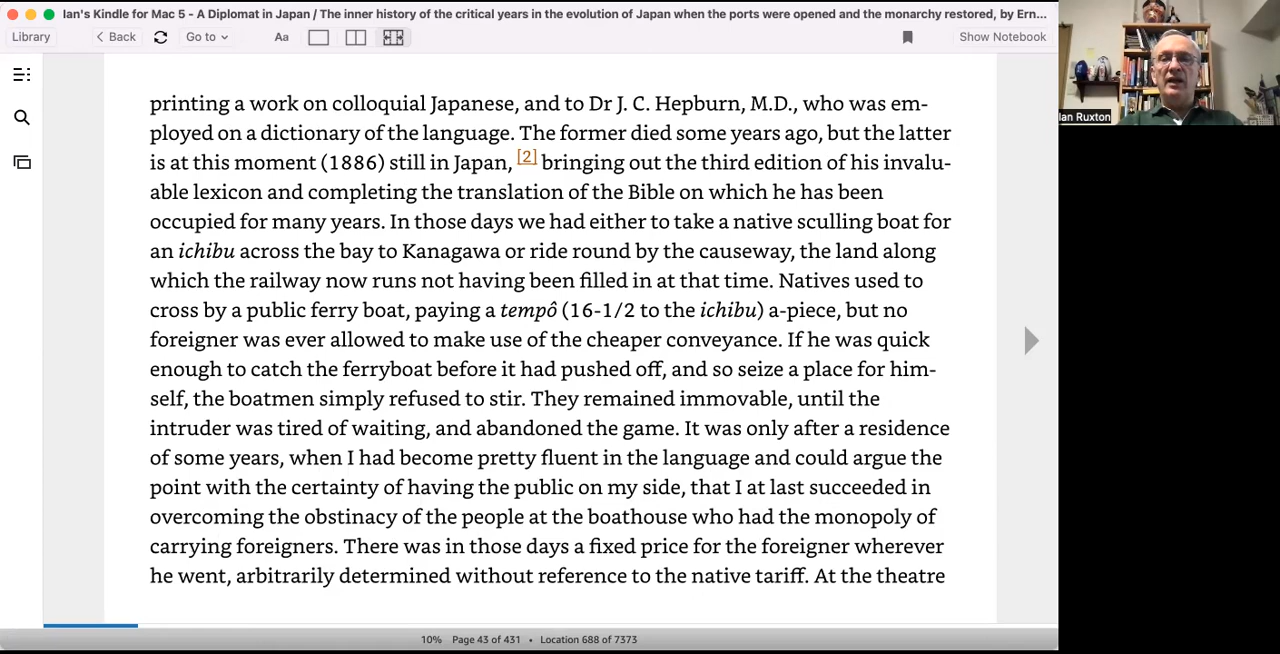 Ian's Kindle for Mac 5 - A Diplomat in Japan / The inner history of the critical years in the evolution of Japan when the ports were opened and the monarchy restored, by Ern...
Library
Back
Go to
Aa
Show Notebook
printing a work on colloquial Japanese, and to Dr J. C. Hepburn, M.D., who was em-
ployed on a dictionary of the language. The former died some years ago, but the latter
is at this moment (1886) still in Japan, [2] bringing out the third edition of his invalu-
able lexicon and completing the translation of the Bible on which he has been
occupied for many years. In those days we had either to take a native sculling boat for
an ichibu across the bay to Kanagawa or ride round by the causeway, the land along
which the railway now runs not having been filled in at that time. Natives used to
cross by a public ferry boat, paying a tempô (16-1/2 to the ichibu) a-piece, but no
foreigner was ever allowed to make use of the cheaper conveyance. If he was quick
enough to catch the ferryboat before it had pushed off, and so seize a place for him-
self, the boatmen simply refused to stir. They remained immovable, until the
intruder was tired of waiting, and abandoned the game. It was only after a residence
of some years, when I had become pretty fluent in the language and could argue the
point with the certainty of having the public on my side, that I at last succeeded in
overcoming the obstinacy of the people at the boathouse who had the monopoly of
carrying foreigners. There was in those days a fixed price for the foreigner wherever
he went, arbitrarily determined without reference to the native tariff. At the theatre
10% Page 43 of 431 • Location 688 of 7373
Ian Ruxton